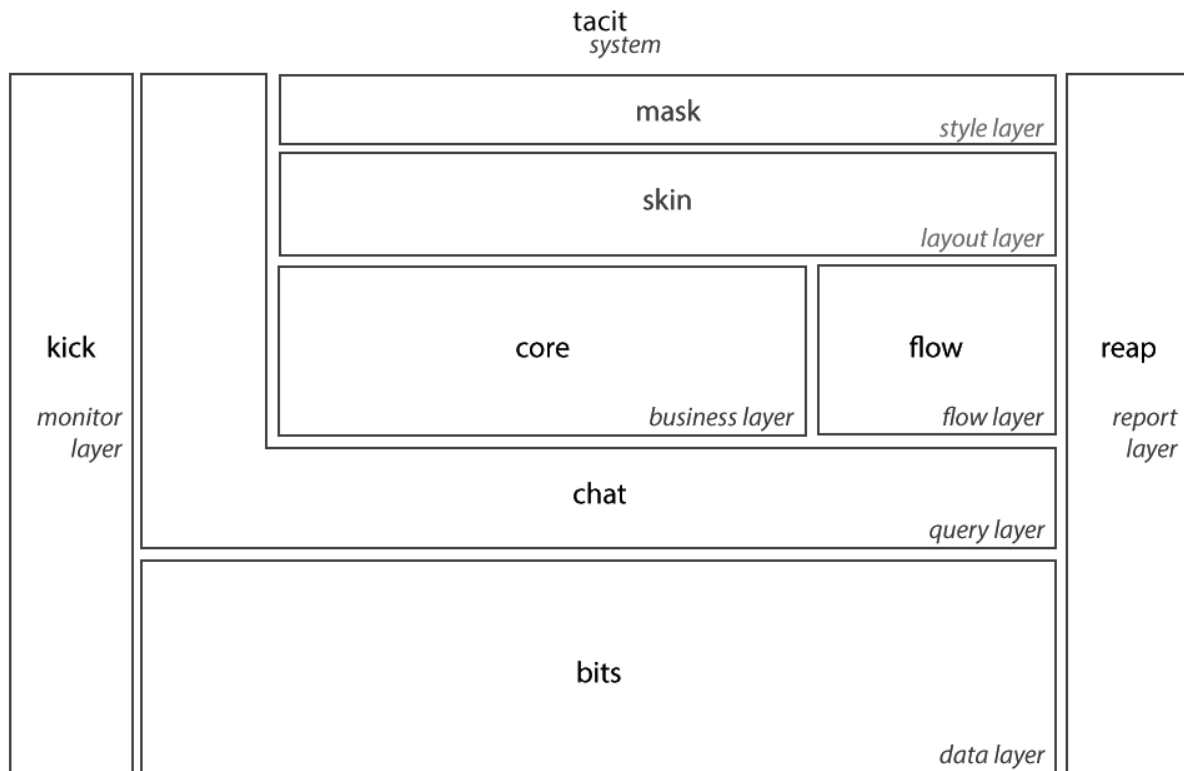 tacit
system
mask
style layer
skin
layout layer
kick
monitor
layer
core
business layer
flow
flow layer
reap
report
layer
chat
query layer
bits
data layer